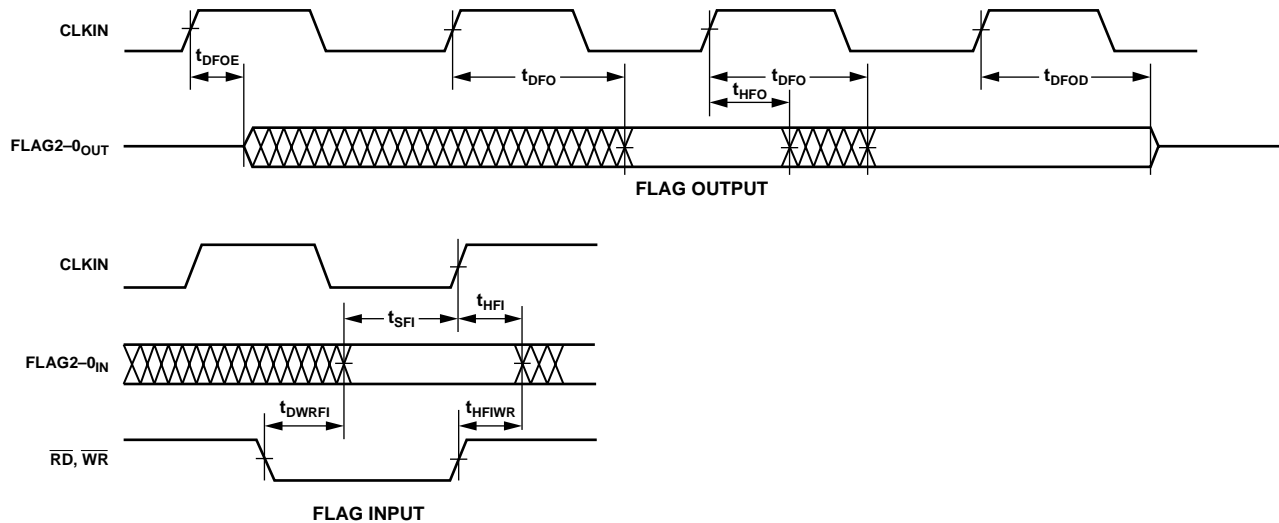 CLKIN
tDFOE
tDFO
tDFO
tHFO
tDFOD
FLAG2–0OUT
FLAG OUTPUT
CLKIN
tSFI
tHFI
FLAG2–0IN
tDWRFI
tHFIWR
RD, WR
FLAG INPUT